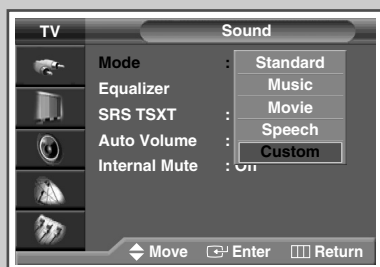 TV Sound
Mode : Standard
Equalizer Music
SRS TSXT : Movie
Auto Volume : Speech
Custom
Internal Mute : Off
Move Enter Return